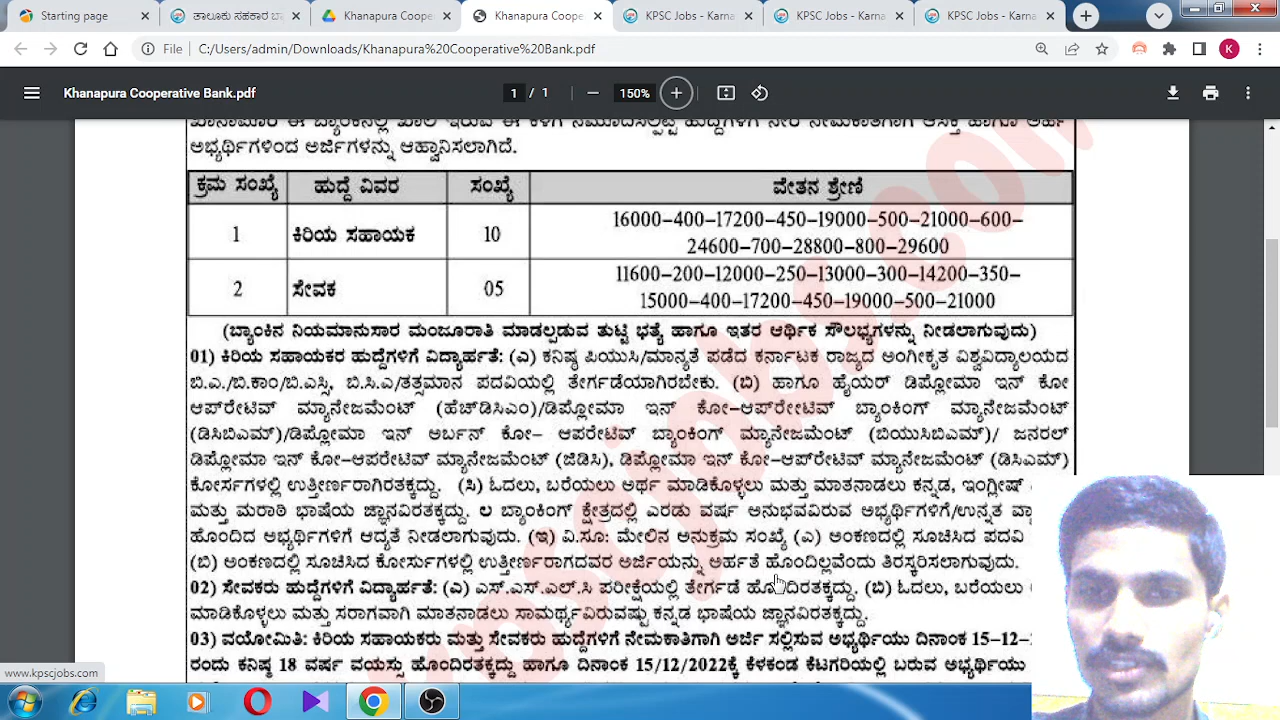 Starting page
ತಾಲೂಕು ಸಹಕಾರ
Khanapura Coope
Khanapura Coope
KPSC Jobs - Karna
KPSC Jobs - Karna
KPSC Jobs - Karna
File C:/Users/admin/Downloads/Khanapura%20Cooperative%20Bank.pdf K
Khanapura Cooperative Bank.pdf 1 / 1 150%
ಈ ಬ್ಯಾಂಕಿನಲ್ಲಿ ಖಾಲಿ ಇರುವ ಈ ಕೆಳಗೆ ನಮೂದಿಸಲ್ಪಟ್ಟ ಹುದ್ದೆಗಳಿಗೆ ನೇರ ನೇಮಕಾತಿಗಾಗಿ ಆಸಕ್ತ ಹಾಗೂ ಅರ್ಹ
ಅಭ್ಯರ್ಥಿಗಳಿಂದ ಅರ್ಜಿಗಳನ್ನು ಆಹ್ವಾನಿಸಲಾಗಿದೆ.
ಕ್ರಮ ಸಂಖ್ಯೆ ಹುದ್ದೆ ವಿವರ ಸಂಖ್ಯೆ ವೇತನ ಶ್ರೇಣಿ
1 ಕಿರಿಯ ಸಹಾಯಕ 10 16000-400-17200-450-19000-500-21000-600-
24600-700-28800-800-29600
2 ಸೇವಕ 05 11600-200-12000-250-13000-300-14200-350-
15000-400-17200-450-19000-500-21000
(ಬ್ಯಾಂಕಿನ ನಿಯಮಾನುಸಾರ ಮಂಜೂರಾತಿ ಮಾಡಲ್ಪಡುವ ತುಟ್ಟಿ ಭತ್ಯೆ ಹಾಗೂ ಇತರ ಆರ್ಥಿಕ ಸೌಲಭ್ಯಗಳನ್ನು ನೀಡಲಾಗುವುದು)
01) ಕಿರಿಯ ಸಹಾಯಕರ ಹುದ್ದೆಗಳಿಗೆ ವಿದ್ಯಾರ್ಹತೆ: (ಎ) ಕನಿಷ್ಠ ಪಿಯುಸಿ/ಮಾನ್ಯತೆ ಪಡೆದ ಕರ್ನಾಟಕ ರಾಜ್ಯದ ಅಂಗೀಕೃತ ವಿಶ್ವವಿದ್ಯಾಲಯದ
ಬಿ.ಎ./ಬಿ.ಕಾಂ/ಬಿ.ಎಸ್ಸಿ, ಬಿ.ಸಿ.ಎ/ತತ್ಸಮಾನ ಪದವಿಯಲ್ಲಿ ತೇರ್ಗಡೆಯಾಗಿರಬೇಕು. (ಬಿ) ಹಾಗೂ ಹೈಯರ್ ಡಿಪ್ಲೋಮಾ ಇನ್ ಕೋ
ಆಪ್‌ರೇಟಿವ್ ಮ್ಯಾನೇಜಮೆಂಟ್ (ಹೆಚ್‌ಡಿಸಿಎಂ)/ಡಿಪ್ಲೋಮಾ ಇನ್ ಕೋ-ಆಪ್‌ರೇಟಿವ್ ಬ್ಯಾಂಕಿಂಗ್ ಮ್ಯಾನೇಜಮೆಂಟ್
(ಡಿಸಿಬಿಎಮ್)/ಡಿಪ್ಲೋಮಾ ಇನ್ ಅರ್ಬನ್ ಕೋ- ಆಪರೇಟಿವ್ ಬ್ಯಾಂಕಿಂಗ್ ಮ್ಯಾನೇಜಮೆಂಟ್ (ಬಿಯುಸಿಬಿಎಮ್)/ ಜನರಲ್
ಡಿಪ್ಲೋಮಾ ಇನ್ ಕೋ-ಆಪರೇಟಿವ್ ಮ್ಯಾನೇಜಮೆಂಟ್ (ಜಿಡಿಸಿ), ಡಿಪ್ಲೋಮಾ ಇನ್ ಕೋ-ಆಪ್‌ರೇಟಿವ್ ಮ್ಯಾನೇಜಮೆಂಟ್ (ಡಿಸಿಎಮ್)
ಕೋರ್ಸಗಳಲ್ಲಿ ಉತ್ತೀರ್ಣರಾಗಿರತಕ್ಕದ್ದು. (ಸಿ) ಓದಲು, ಬರೆಯಲು ಅರ್ಥ ಮಾಡಿಕೊಳ್ಳಲು ಮತ್ತು ಮಾತನಾಡಲು ಕನ್ನಡ, ಇಂಗ್ಲೀಷ್
ಮತ್ತು ಮರಾಠಿ ಭಾಷೆಯ ಜ್ಞಾನವಿರತಕ್ಕದ್ದು. ಲ ಬ್ಯಾಂಕಿಂಗ್ ಕ್ಷೇತ್ರದಲ್ಲಿ ಎರಡು ವರ್ಷ ಅನುಭವವಿರುವ ಅಭ್ಯರ್ಥಿಗಳಿಗೆ/ಉನ್ನತ
ಹೊಂದಿದ ಅಭ್ಯರ್ಥಿಗಳಿಗೆ ಆದ್ಯತೆ ನೀಡಲಾಗುವುದು. (ಇ) ವಿ.ಸೂ: ಮೇಲಿನ ಅನುಕ್ರಮ ಸಂಖ್ಯೆ (ಎ) ಅಂಕಣದಲ್ಲಿ ಸೂಚಿಸಿದ ಪದವಿ
(ಬಿ) ಅಂಕಣದಲ್ಲಿ ಸೂಚಿಸಿದ ಕೋರ್ಸುಗಳಲ್ಲಿ ಉತ್ತೀರ್ಣರಾಗದವರ ಅರ್ಜಿಯನ್ನು ಅರ್ಹತೆ ಹೊಂದಿಲ್ಲವೆಂದು ತಿರಸ್ಕರಿಸಲಾಗುವುದು.
02) ಸೇವಕರು ಹುದ್ದೆಗಳಿಗೆ ವಿದ್ಯಾರ್ಹತೆ: (ಎ) ಎಸ್.ಎಸ್.ಎಲ್.ಸಿ ಪರೀಕ್ಷೆಯಲ್ಲಿ ತೇರ್ಗಡೆ ಹೊಂದಿರತಕ್ಕದ್ದು, (ಬಿ) ಓದಲು, ಬರೆಯಲು
ಮಾಡಿಕೊಳ್ಳಲು ಮತ್ತು ಸರಾಗವಾಗಿ ಮಾತನಾಡಲು ಸಾಮರ್ಥ್ಯವಿರುವಷ್ಟು ಕನ್ನಡ ಭಾಷೆಯ ಜ್ಞಾನವಿರತಕ್ಕದ್ದು.
03) ವಯೋಮಿತಿ: ಕಿರಿಯ ಸಹಾಯಕರು ಮತ್ತು ಸೇವಕರು ಹುದ್ದೆಗಳಿಗೆ ನೇಮಕಾತಿಗಾಗಿ ಅರ್ಜಿ ಸಲ್ಲಿಸುವ ಅಭ್ಯರ್ಥಿಯು ದಿನಾಂಕ 15-12-
ರಂದು ಕನಿಷ್ಠ 18 ವರ್ಷ ವಯಸ್ಸು ಹೊಂದಿರತಕ್ಕದ್ದು ಹಾಗೂ ದಿನಾಂಕ 15/12/2022ಕ್ಕೆ ಕೆಳಕಂಡ ಕೆಟಗರಿಯಲ್ಲಿ ಬರುವ ಅಭ್ಯರ್ಥಿಯು
www.kpscjobs.com